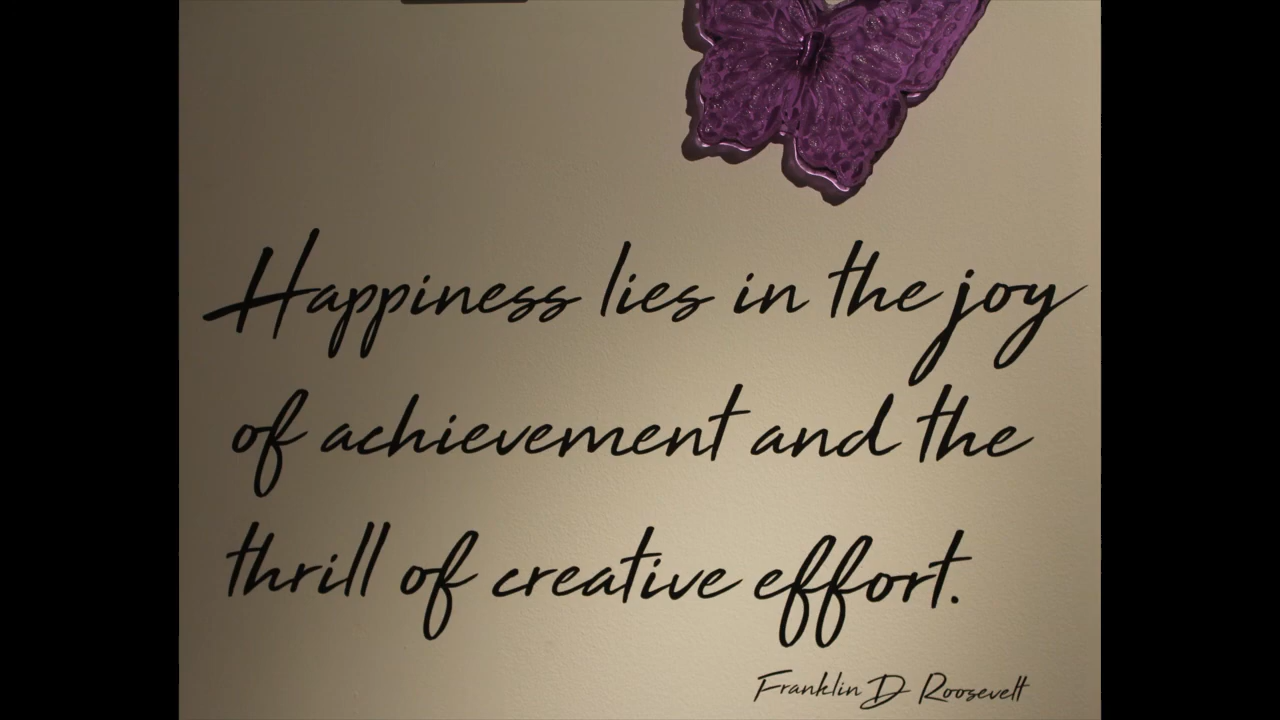 Happiness lies in the joy
of achievement and the
thrill of creative effort.
Franklin D Roosevelt